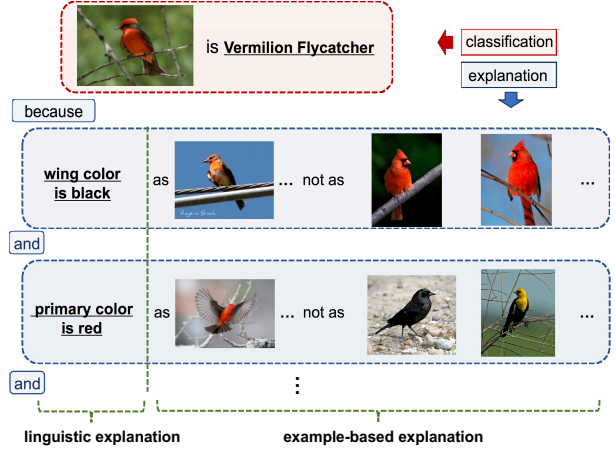 is Vermilion Flycatcher
classification
explanation
because
wing color
is black
as
... not as
...
and
primary color
is red
as
... not as
...
and
⋮
linguistic explanation
example-based explanation